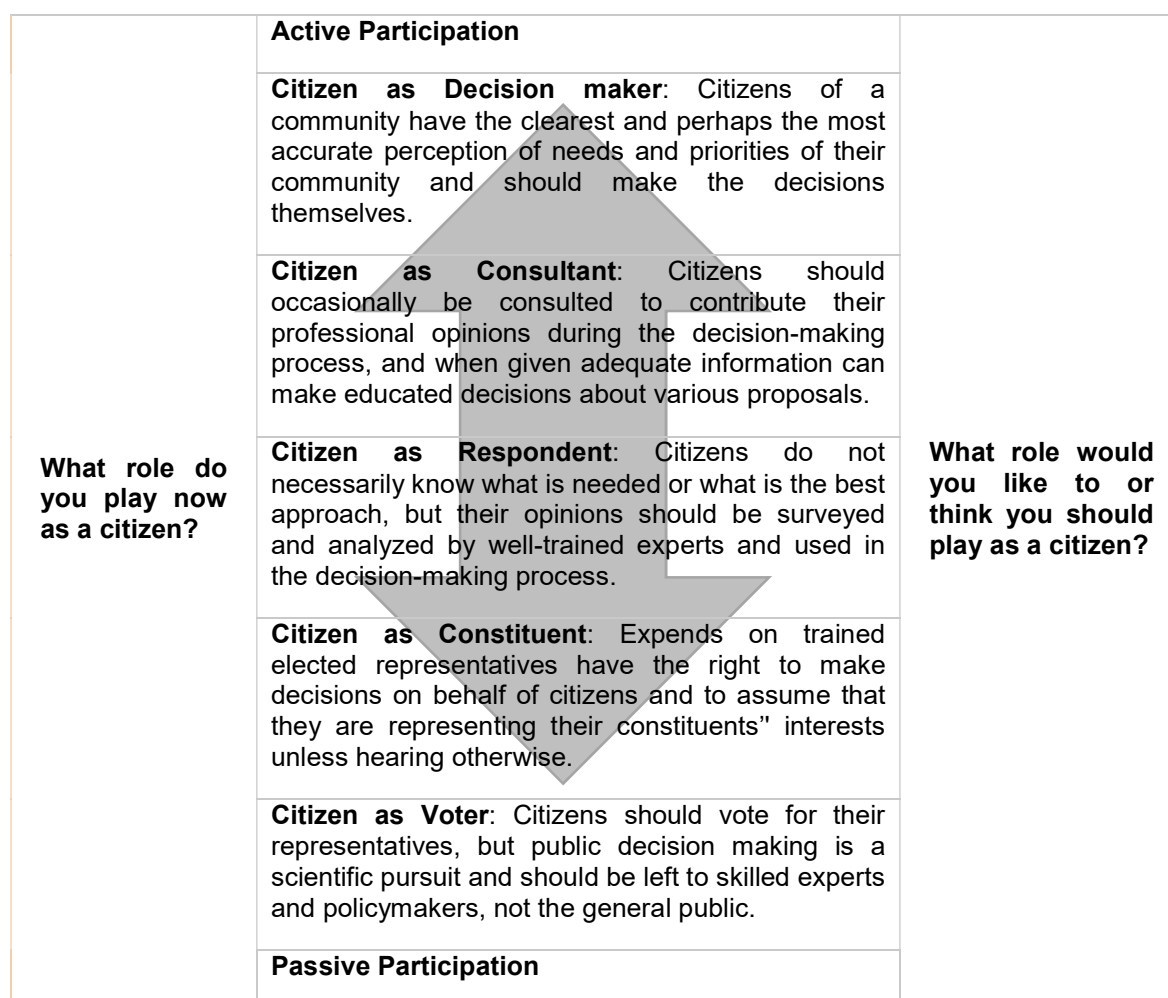 Active Participation
Citizen as Decision maker: Citizens of a
community have the clearest and perhaps the most
accurate perception of needs and priorities of their
community and should make the decisions
themselves.
Citizen as Consultant: Citizens should
occasionally be consulted to contribute their
professional opinions during the decision-making
process, and when given adequate information can
make educated decisions about various proposals.
What role do
you play now
as a citizen?
Citizen as Respondent: Citizens do not
necessarily know what is needed or what is the best
approach, but their opinions should be surveyed
and analyzed by well-trained experts and used in
the decision-making process.
What role would
you like to or
think you should
play as a citizen?
Citizen as Constituent: Expends on trained
elected representatives have the right to make
decisions on behalf of citizens and to assume that
they are representing their constituents" interests
unless hearing otherwise.
Citizen as Voter: Citizens should vote for their
representatives, but public decision making is a
scientific pursuit and should be left to skilled experts
and policymakers, not the general public.
Passive Participation